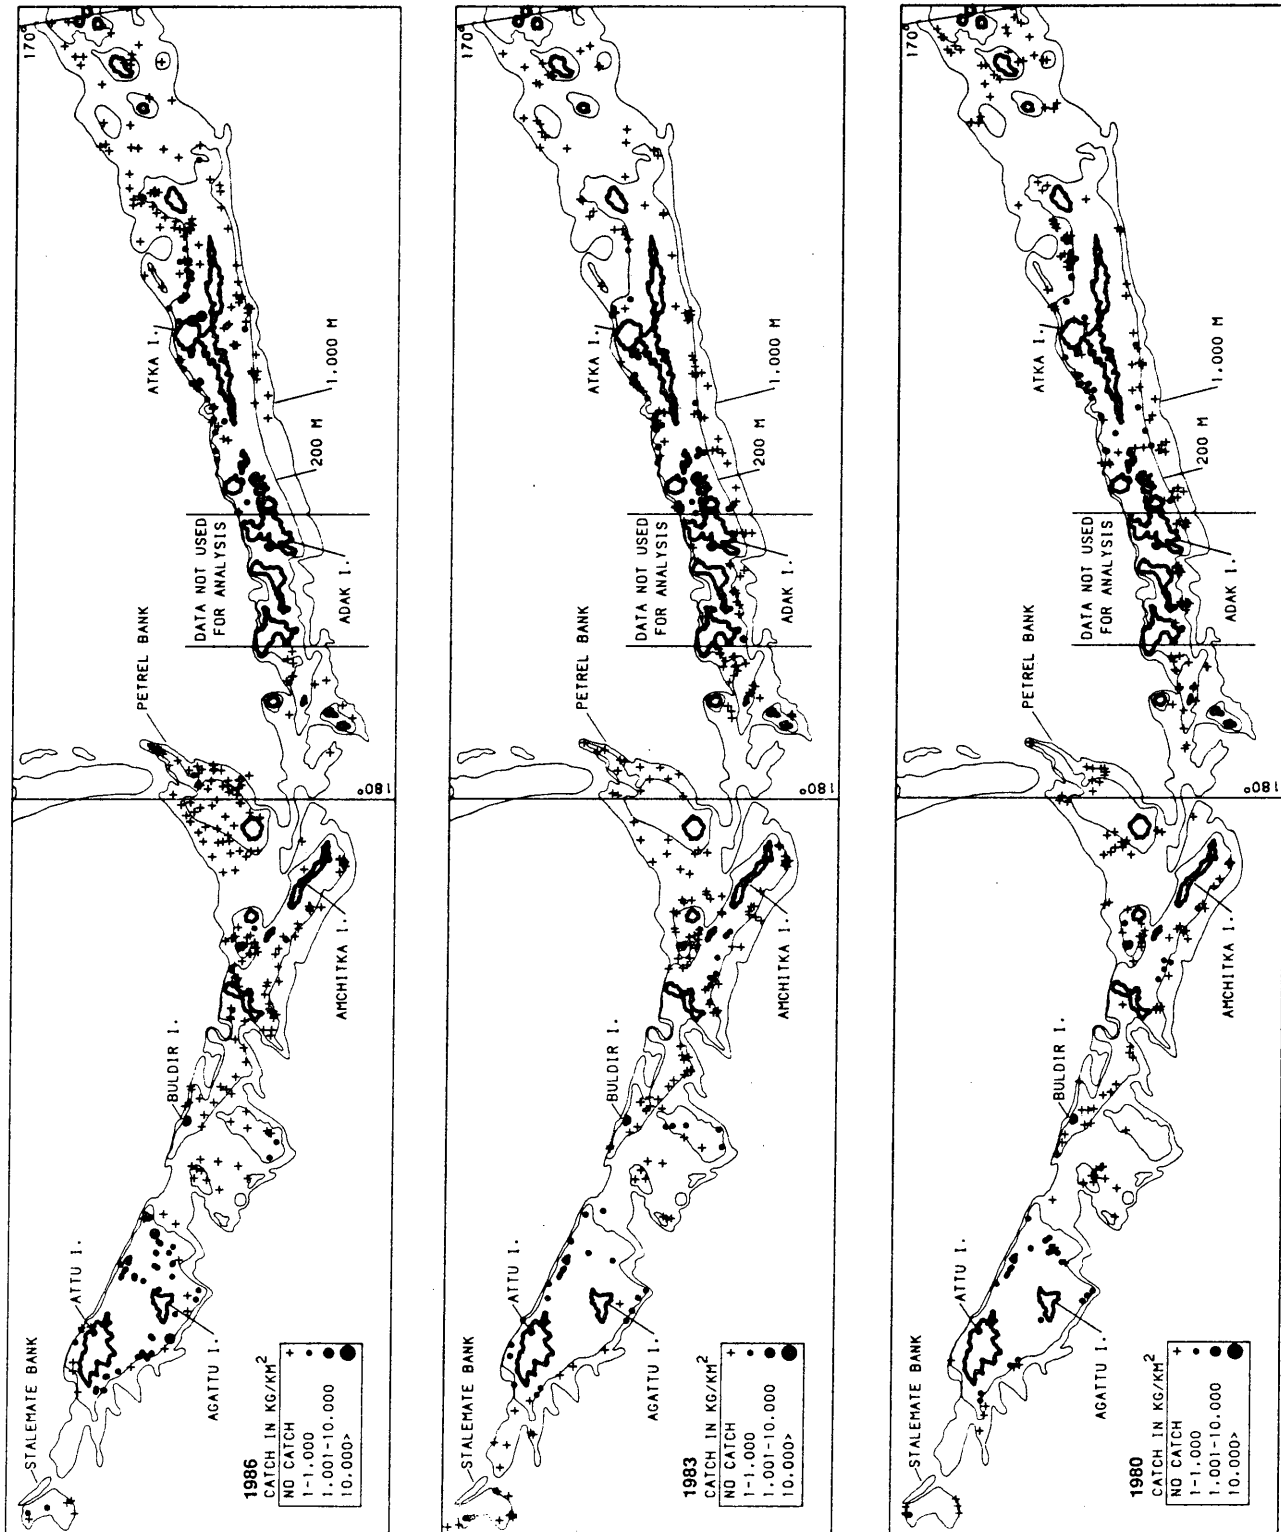 1986
CATCH IN KG/KM²
NO CATCH +
1-1.000
1.001-10.000
10.000>
STALEMATE BANK
ATTU I.
AGATTU I.
BULDIR I.
AMCHITKA I.
PETREL BANK
180°
DATA NOT USED
FOR ANALYSIS
ADAK I.
ATKA I.
200 M
1.000 M
170°
1983
CATCH IN KG/KM²
NO CATCH +
1-1.000
1.001-10.000
10.000>
STALEMATE BANK
ATTU I.
AGATTU I.
BULDIR I.
AMCHITKA I.
PETREL BANK
180°
DATA NOT USED
FOR ANALYSIS
ADAK I.
ATKA I.
200 M
1.000 M
170°
1980
CATCH IN KG/KM²
NO CATCH +
1-1.000
1.001-10.000
10.000>
STALEMATE BANK
ATTU I.
AGATTU I.
BULDIR I.
AMCHITKA I.
PETREL BANK
180°
DATA NOT USED
FOR ANALYSIS
ADAK I.
ATKA I.
200 M
1.000 M
170°